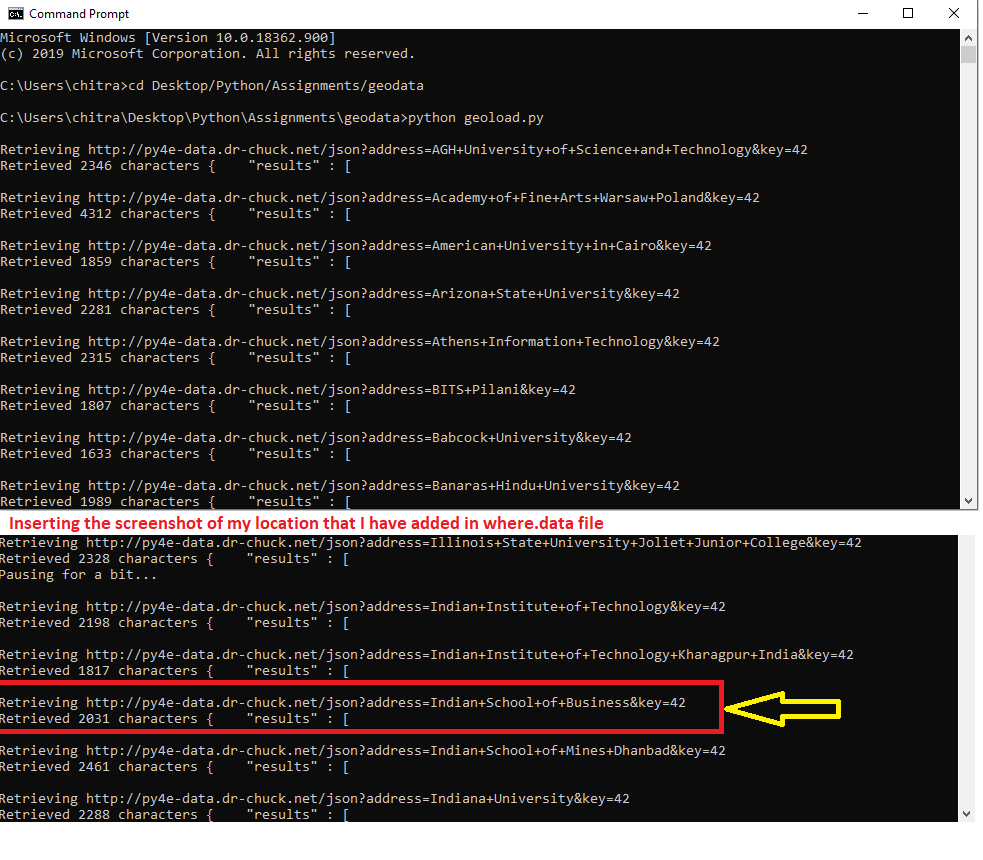 Command Prompt
Microsoft Windows [Version 10.0.18362.900]
(c) 2019 Microsoft Corporation. All rights reserved.
C:\Users\chitra>cd Desktop/Python/Assignments/geodata
C:\Users\chitra\Desktop\Python\Assignments\geodata>python geoload.py
Retrieving http://py4e-data.dr-chuck.net/json?address=AGH+University+of+Science+and+Technology&key=42
Retrieved 2346 characters {    "results" : [
Retrieving http://py4e-data.dr-chuck.net/json?address=Academy+of+Fine+Arts+Warsaw+Poland&key=42
Retrieved 4312 characters {    "results" : [
Retrieving http://py4e-data.dr-chuck.net/json?address=American+University+in+Cairo&key=42
Retrieved 1859 characters {    "results" : [
Retrieving http://py4e-data.dr-chuck.net/json?address=Arizona+State+University&key=42
Retrieved 2281 characters {    "results" : [
Retrieving http://py4e-data.dr-chuck.net/json?address=Athens+Information+Technology&key=42
Retrieved 2315 characters {    "results" : [
Retrieving http://py4e-data.dr-chuck.net/json?address=BITS+Pilani&key=42
Retrieved 1807 characters {    "results" : [
Retrieving http://py4e-data.dr-chuck.net/json?address=Babcock+University&key=42
Retrieved 1633 characters {    "results" : [
Retrieving http://py4e-data.dr-chuck.net/json?address=Banaras+Hindu+University&key=42
Retrieved 1989 characters {    "results" : [
Inserting the screenshot of my location that I have added in where.data file
Retrieving http://py4e-data.dr-chuck.net/json?address=Illinois+State+University+Joliet+Junior+College&key=42
Retrieved 2328 characters {    "results" : [
Pausing for a bit...
Retrieving http://py4e-data.dr-chuck.net/json?address=Indian+Institute+of+Technology&key=42
Retrieved 2198 characters {    "results" : [
Retrieving http://py4e-data.dr-chuck.net/json?address=Indian+Institute+of+Technology+Kharagpur+India&key=42
Retrieved 1817 characters {    "results" : [
Retrieving http://py4e-data.dr-chuck.net/json?address=Indian+School+of+Business&key=42
Retrieved 2031 characters {    "results" : [
Retrieving http://py4e-data.dr-chuck.net/json?address=Indian+School+of+Mines+Dhanbad&key=42
Retrieved 2461 characters {    "results" : [
Retrieving http://py4e-data.dr-chuck.net/json?address=Indiana+University&key=42
Retrieved 2288 characters {    "results" : [